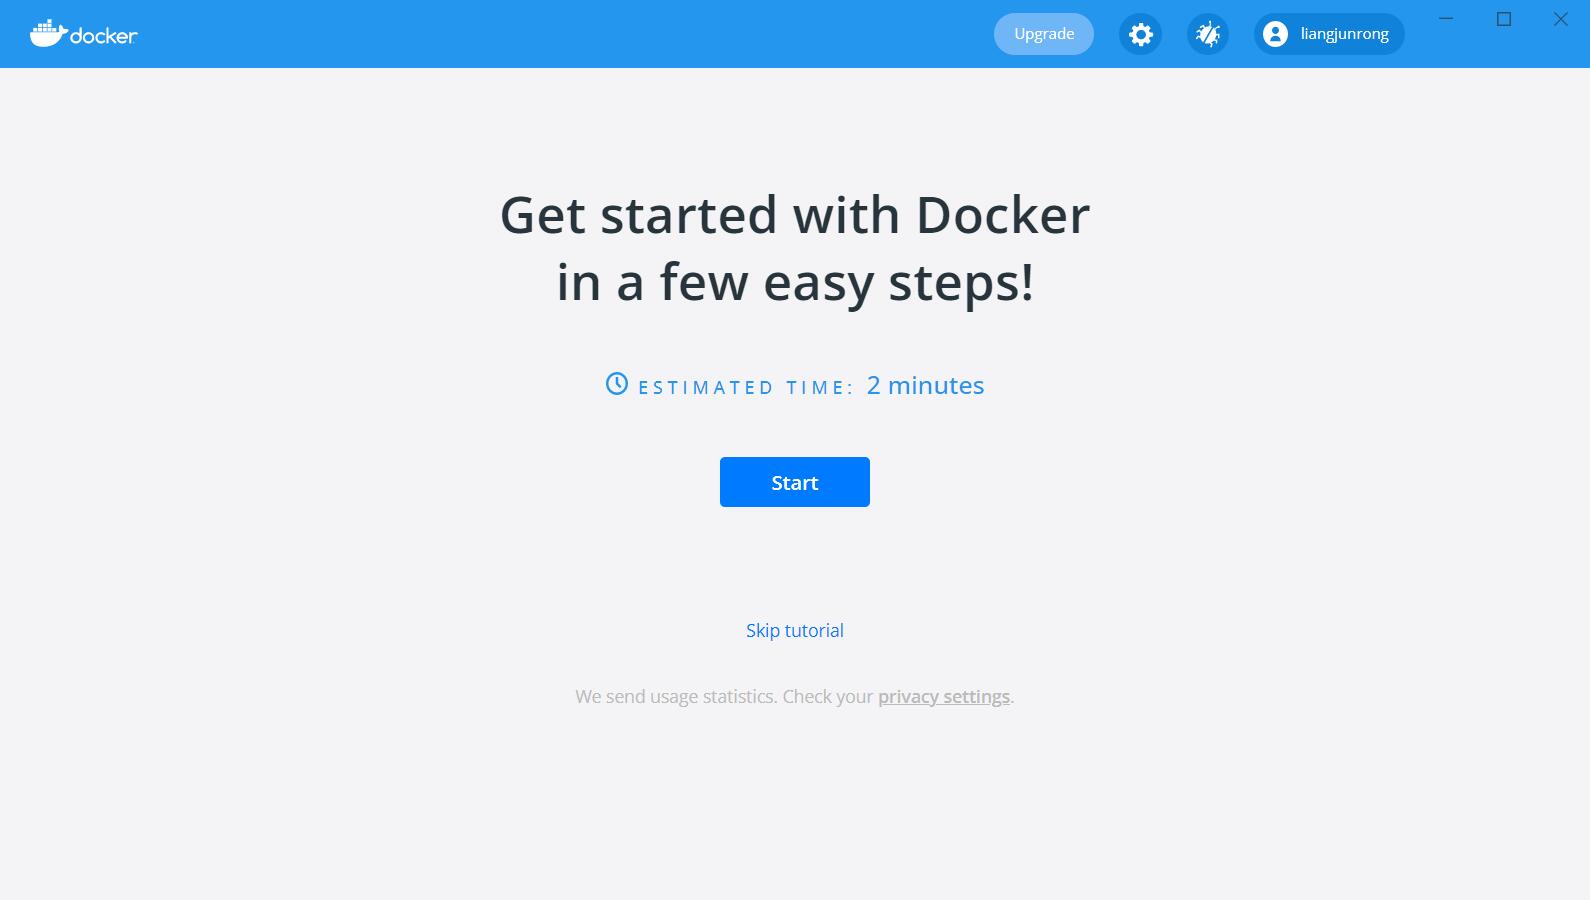 docker
Upgrade
liangjunrong
Get started with Docker
in a few easy steps!
ESTIMATED TIME: 2 minutes
Start
Skip tutorial
We send usage statistics. Check your privacy settings.